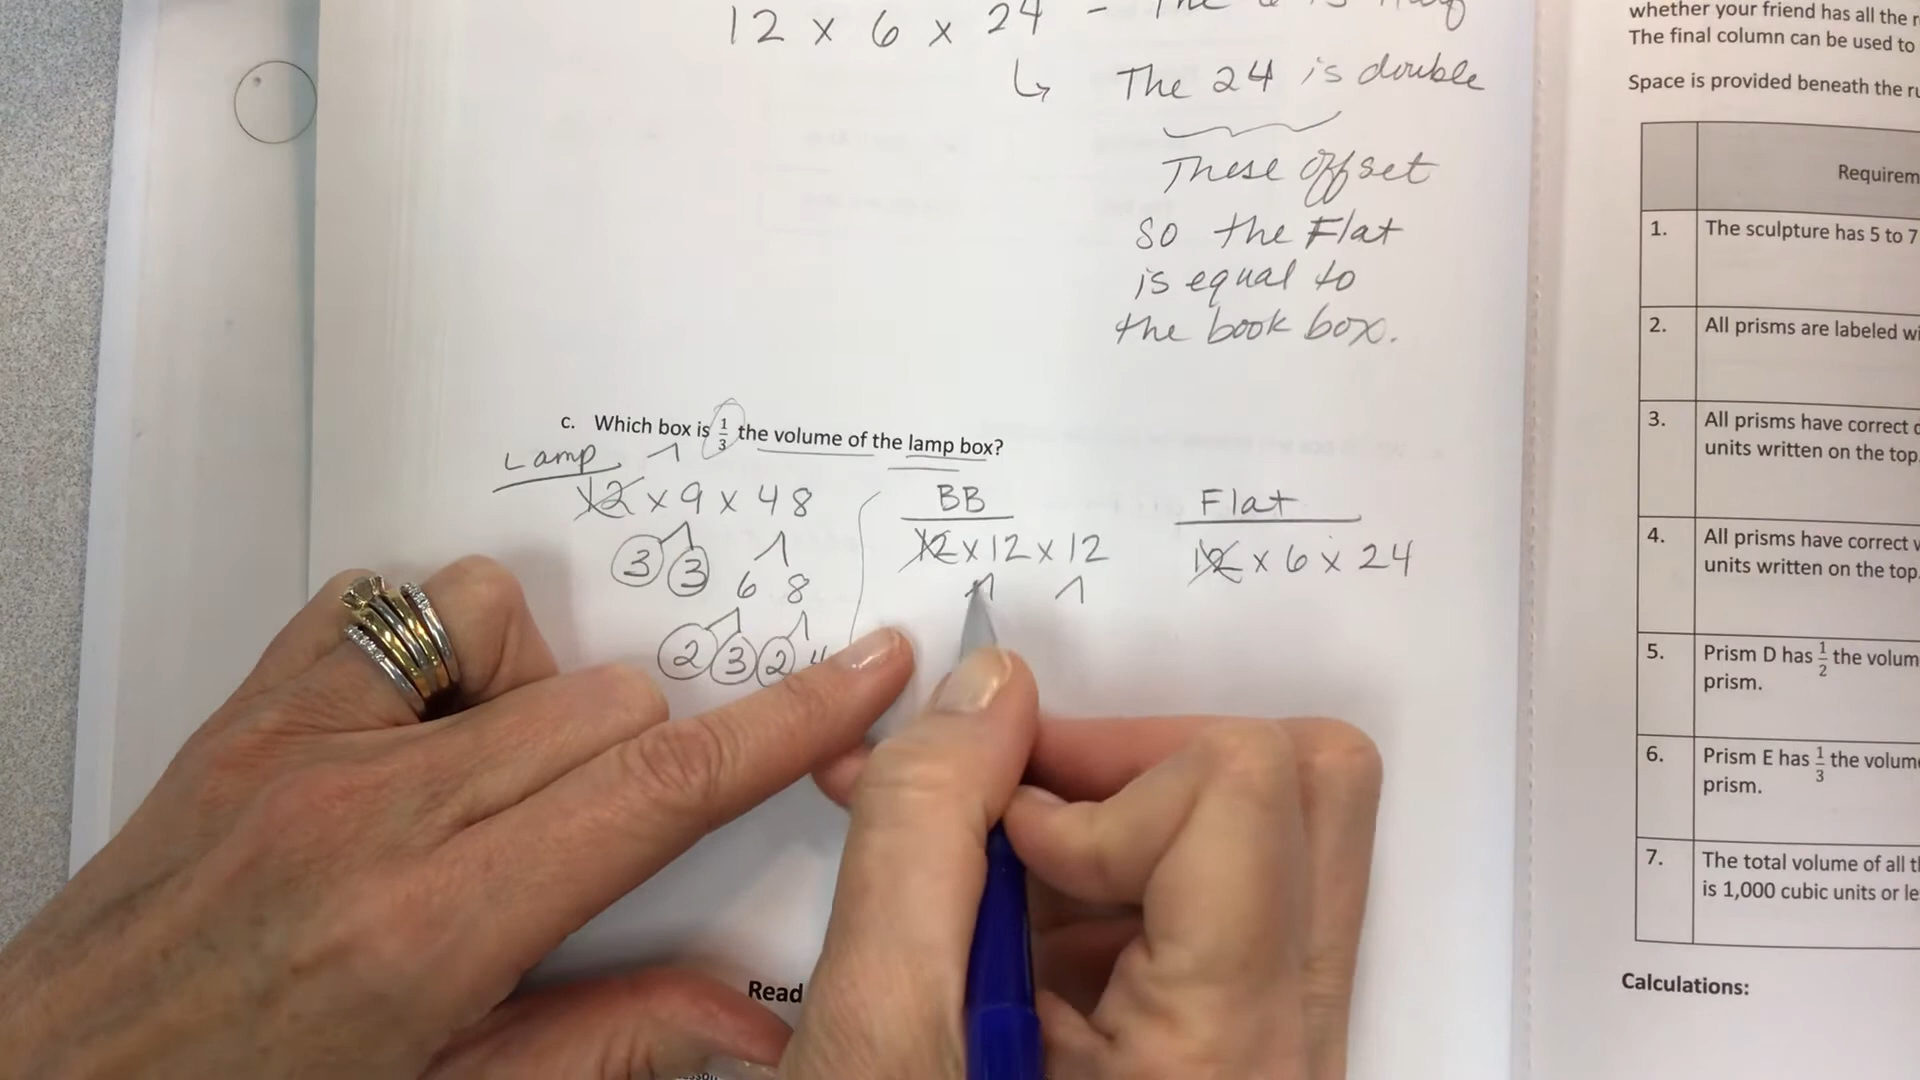 12 x 6 x 24 -
↳ The 24 is double
These offset
so the Flat
is equal to
the book box.
c. Which box is 1/3 the volume of the lamp box?
Lamp
12 x 9 x 48
3 3 6 8
2 3 2 4
BB
12 x 12 x 12
Flat
12 x 6 x 24
Read
whether your friend has all the
The final column can be used to
Space is provided beneath the
1. The sculpture has 5 to 7
2. All prisms are labeled
3. All prisms have correct
units written on the top
4. All prisms have correct
units written on the top
5. Prism D has 1/2 the
prism.
6. Prism E has 1/3 the
prism.
7. The total volume of all
is 1,000 cubic units or
Calculations: